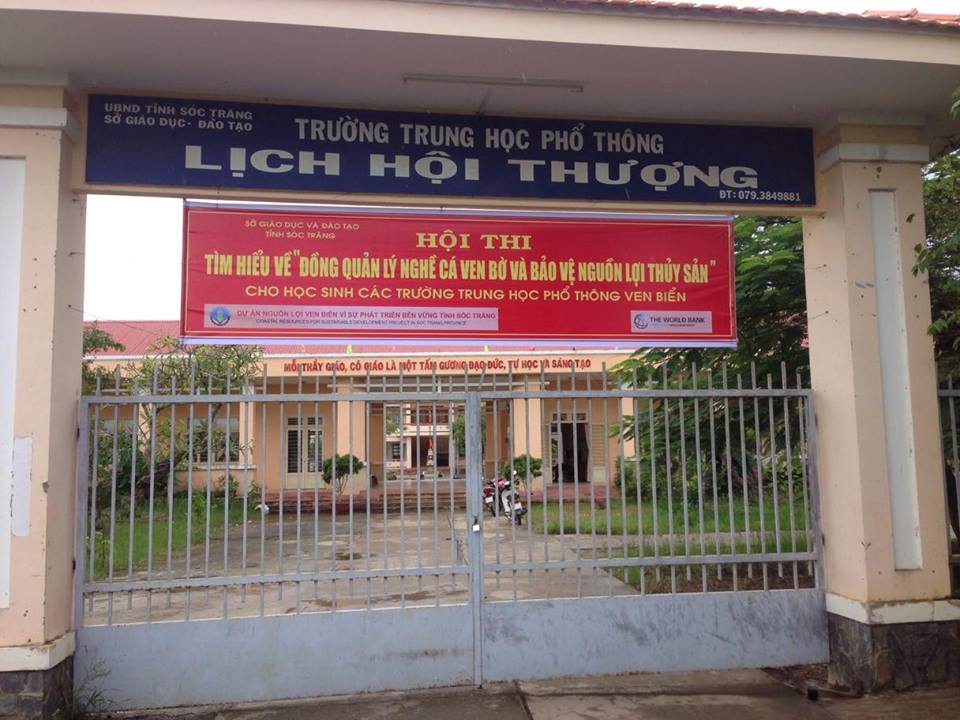 UBND TỈNH SÓC TRĂNG
SỞ GIÁO DỤC - ĐÀO TẠO
TRƯỜNG TRUNG HỌC PHỔ THÔNG
LỊCH HỘI THƯỢNG
ĐT: 079.3849881
SỞ GIÁO DỤC VÀ ĐÀO TẠO
TỈNH SÓC TRĂNG
HỘI THI
TÌM HIỂU VỀ "ĐỒNG QUẢN LÝ NGHỀ CÁ VEN BỜ VÀ BẢO VỆ NGUỒN LỢI THỦY SẢN"
CHO HỌC SINH CÁC TRƯỜNG TRUNG HỌC PHỔ THÔNG VEN BIỂN
DỰ ÁN NGUỒN LỢI VEN BIỂN VÌ SỰ PHÁT TRIỂN BỀN VỮNG TỈNH SÓC TRĂNG
COASTAL RESOURCES FOR SUSTAINABLE DEVELOPMENT PROJECT IN SOC TRANG PROVINCE
THE WORLD BANK
MỖI THẦY GIÁO, CÔ GIÁO LÀ MỘT TẤM GƯƠNG ĐẠO ĐỨC, TỰ HỌC VÀ SÁNG TẠO